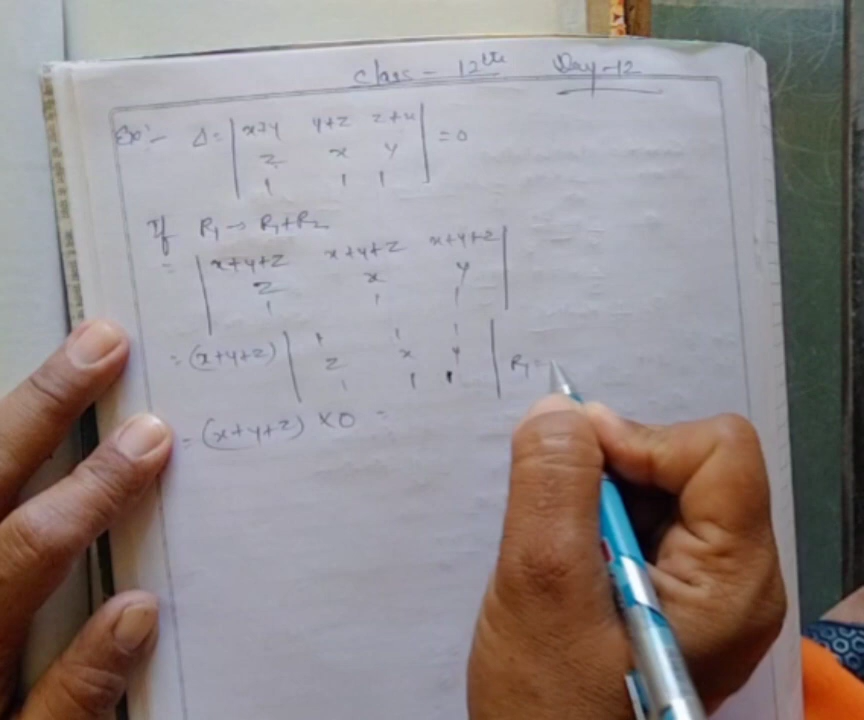 Class - 12th Day-12
Ex:- Δ = | x+y y+z z+x | = 0
| z x y |
| 1 1 1 |
If R₁ → R₁+R₂
= | x+y+z x+y+z x+y+z |
| z x y |
| 1 1 1 |
= (x+y+z) | 1 1 1 |
| z x y | R₁ =
| 1 1 1 |
= (x+y+z) × 0 =